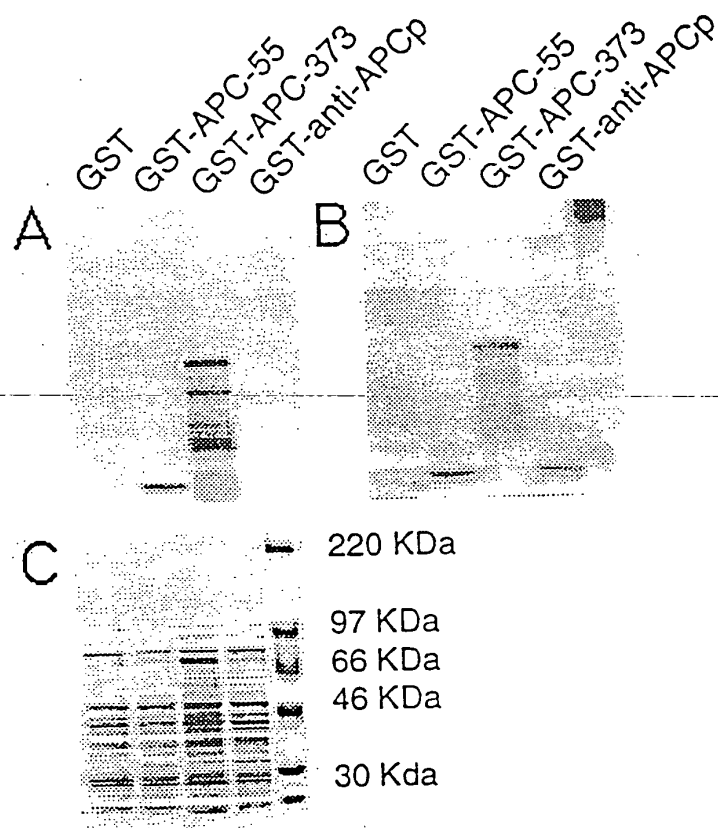 GST
GST-APC-55
GST-APC-373
GST-anti-APCp
GST
GST-APC-55
GST-APC-373
GST-anti-APCp
A
B
C
220 KDa
97 KDa
66 KDa
46 KDa
30 Kda